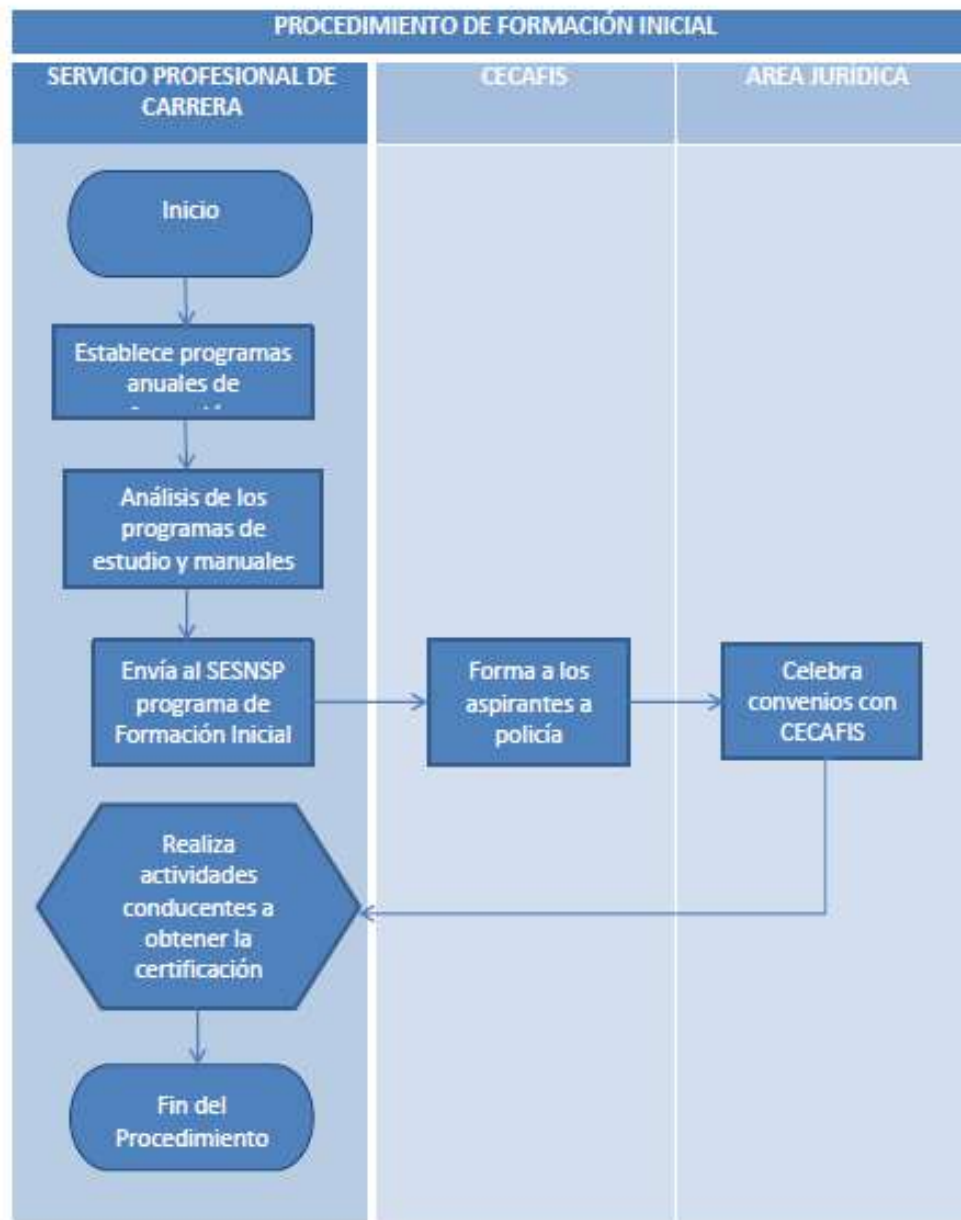 PROCEDIMIENTO DE FORMACIÓN INICIAL
SERVICIO PROFESIONAL DE
CARRERA
CECAFIS
AREA JURÍDICA
Inicio
Establece programas
anuales de
Análisis de los
programas de
estudio y manuales
Envía al SESNSP
programa de
Formación Inicial
Forma a los
aspirantes a
policía
Celebra
convenios con
CECAFIS
Realiza
actividades
conducentes a
obtener la
certificación
Fin del
Procedimiento